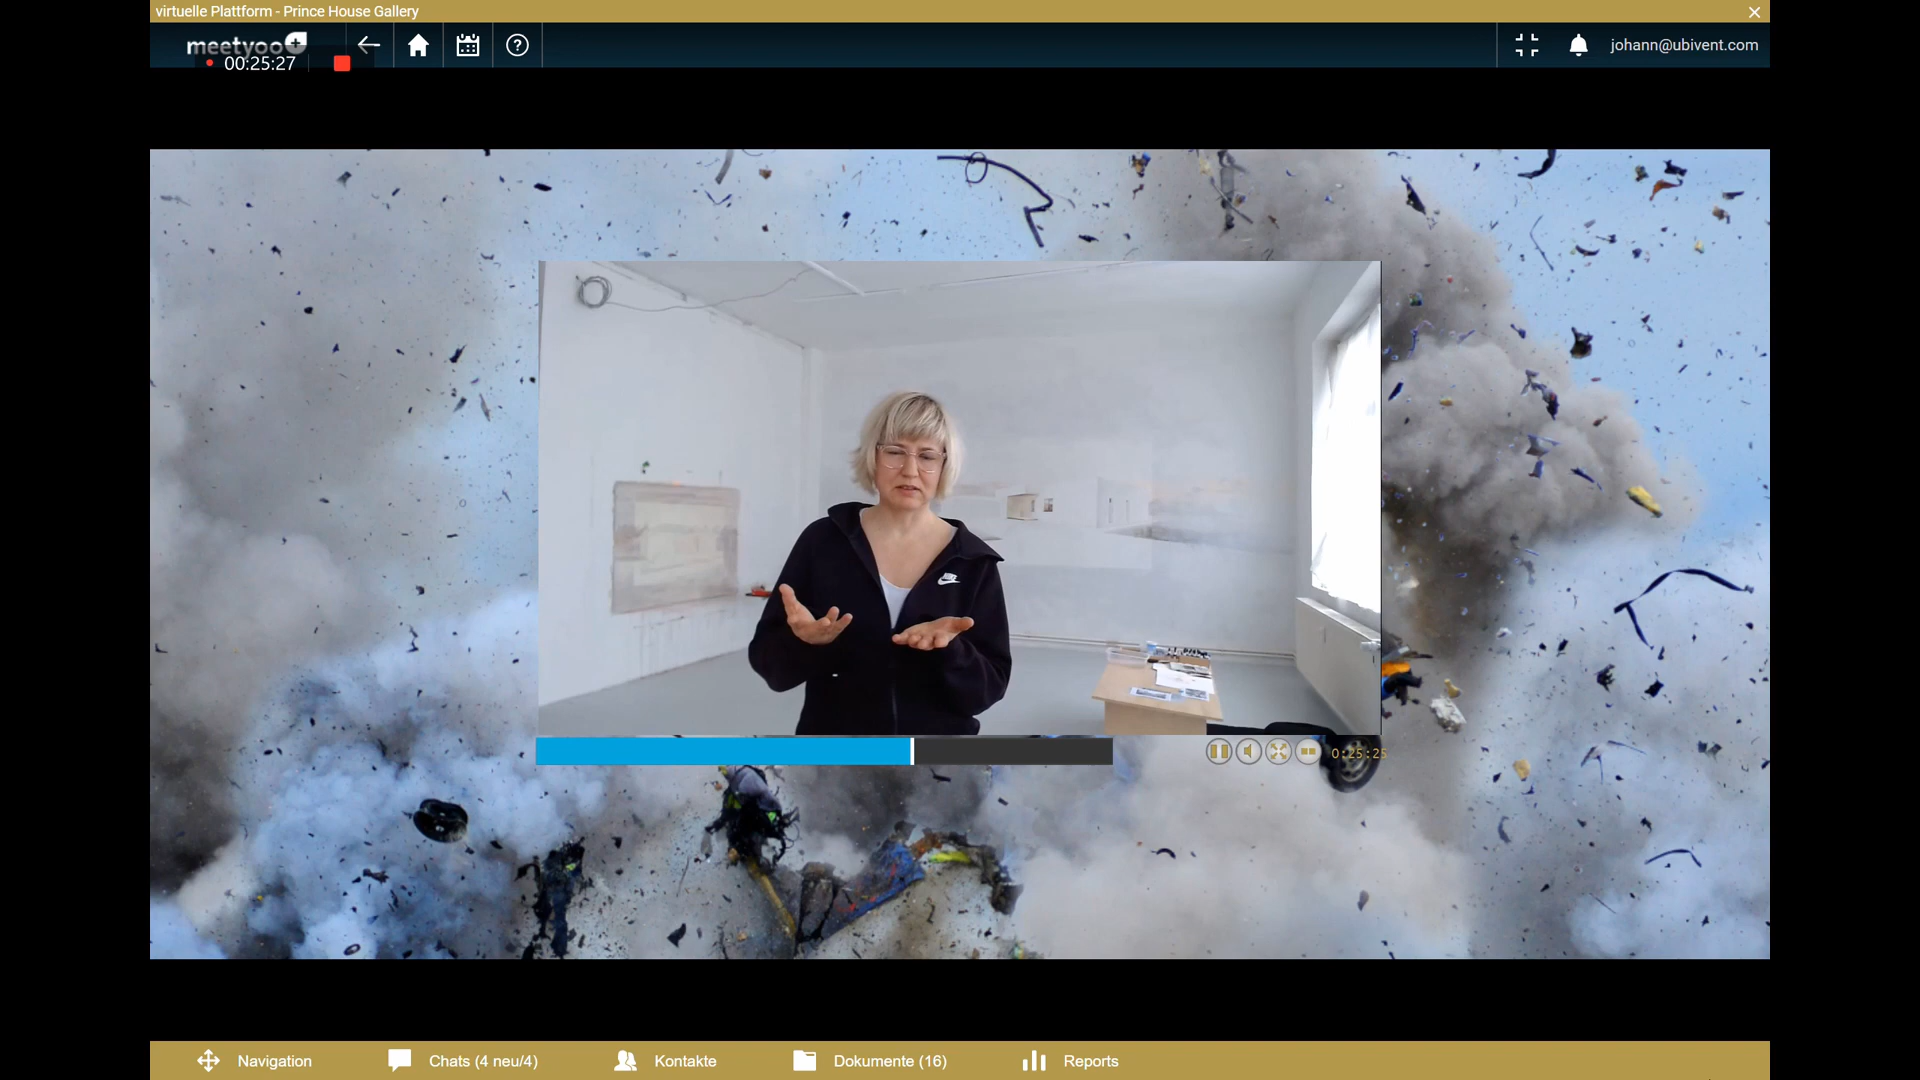 virtuelle Plattform - Prince House Gallery
meetyoo
johann@ubivent.com
00:25:27
0:25:25
Navigation
Chats (4 neu/4)
Kontakte
Dokumente (16)
Reports